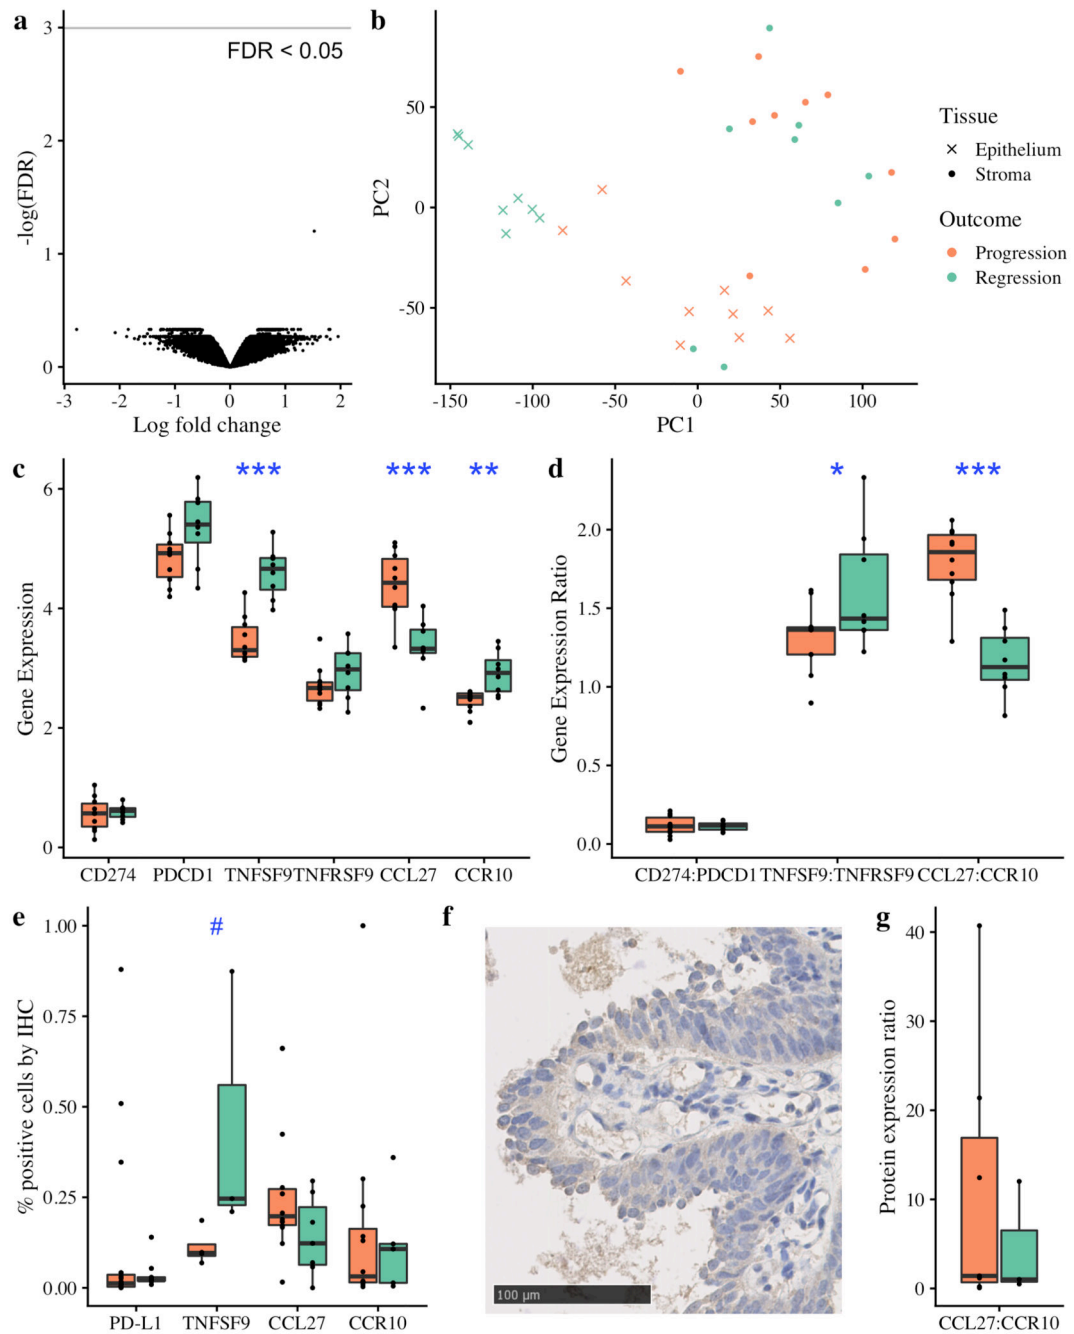 a
3
2
1
0
-log(FDR)
FDR < 0.05
-3 -2 -1 0 1 2
Log fold change
b
50
0
-50
PC2
-150 -100 -50 0 50 100
PC1
Tissue
Epithelium
Stroma
Outcome
Progression
Regression
c
*** *** **
6
4
2
0
Gene Expression
CD274 PDCD1 TNFSF9 TNFRSF9 CCL27 CCR10
d
* ***
2.0
1.5
1.0
0.5
0.0
Gene Expression Ratio
CD274:PDCD1 TNFSF9:TNFRSF9 CCL27:CCR10
e
#
1.00
0.75
0.50
0.25
0.00
% positive cells by IHC
PD-L1 TNFSF9 CCL27 CCR10
f
100 µm
g
40
30
20
10
0
Protein expression ratio
CCL27:CCR10